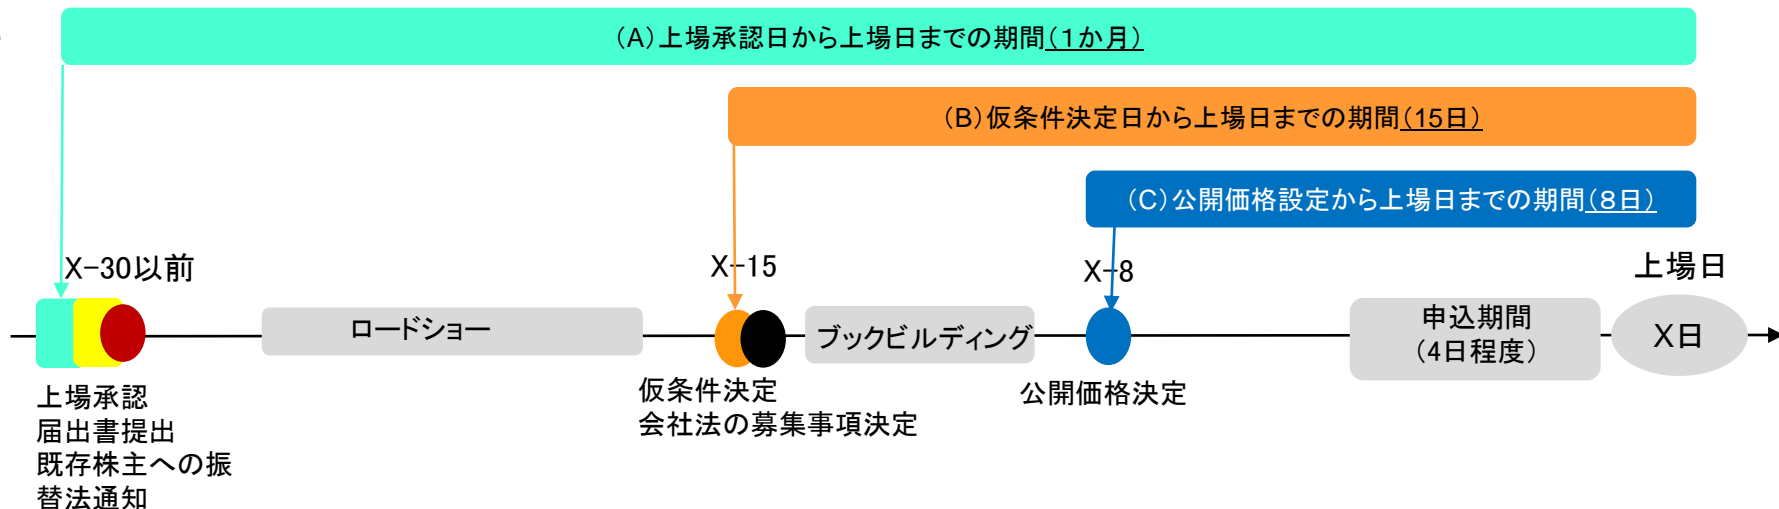 （A）上場承認日から上場日までの期間（１か月）
（B）仮条件決定日から上場日までの期間（15日）
（C）公開価格設定から上場日までの期間（８日）
X-30以前
X-15
X-8
上場日
ロードショー
ブックビルディング
申込期間
（4日程度）
X日
上場承認
届出書提出
既存株主への振
替法通知
仮条件決定
会社法の募集事項決定
公開価格決定